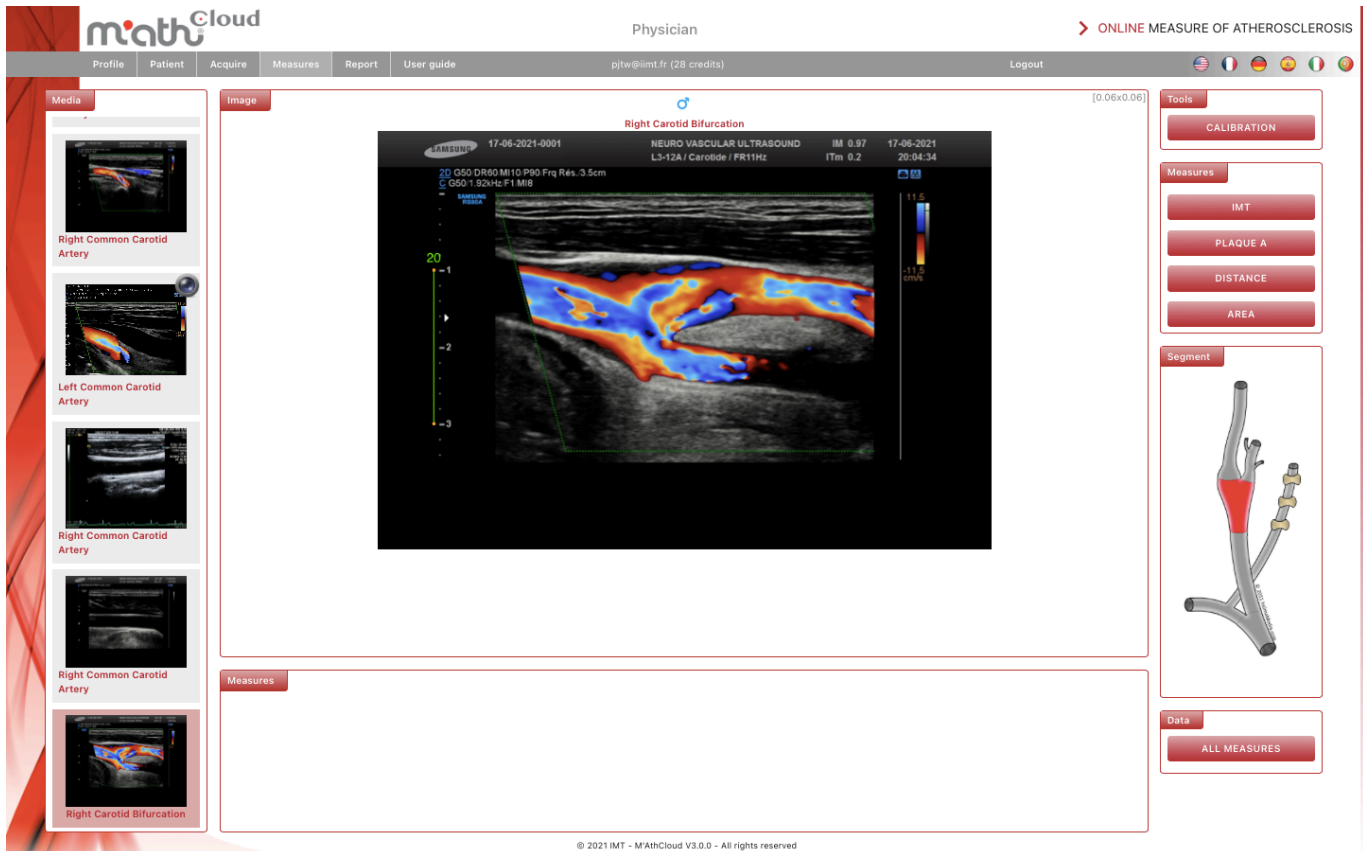 m'ath Cloud
Physician
ONLINE MEASURE OF ATHEROSCLEROSIS
Profile Patient Acquire Measures Report User guide pjtw@iimt.fr (28 credits) Logout
Media
Right Common Carotid
Artery
Left Common Carotid
Artery
Right Common Carotid
Artery
Right Common Carotid
Artery
Right Carotid Bifurcation
Image
[0.06x0.06]
Right Carotid Bifurcation
SAMSUNG 17-06-2021-0001 NEURO VASCULAR ULTRASOUND IM 0.97 17-06-2021
L3-12A / Carotide / FR11Hz ITm 0.2 20:04:34
2D G50/DR60/MI10/P90/Frq Rés./3.5cm
C G50/1.92kHz/F1/MI8
SAMSUNG
RS80A
11.5
20
1
-11.5
cm/s
2
3
Measures
Tools
CALIBRATION
Measures
IMT
PLAQUE A
DISTANCE
AREA
Segment
Data
ALL MEASURES
© 2021 IMT - M'AthCloud V3.0.0 - All rights reserved